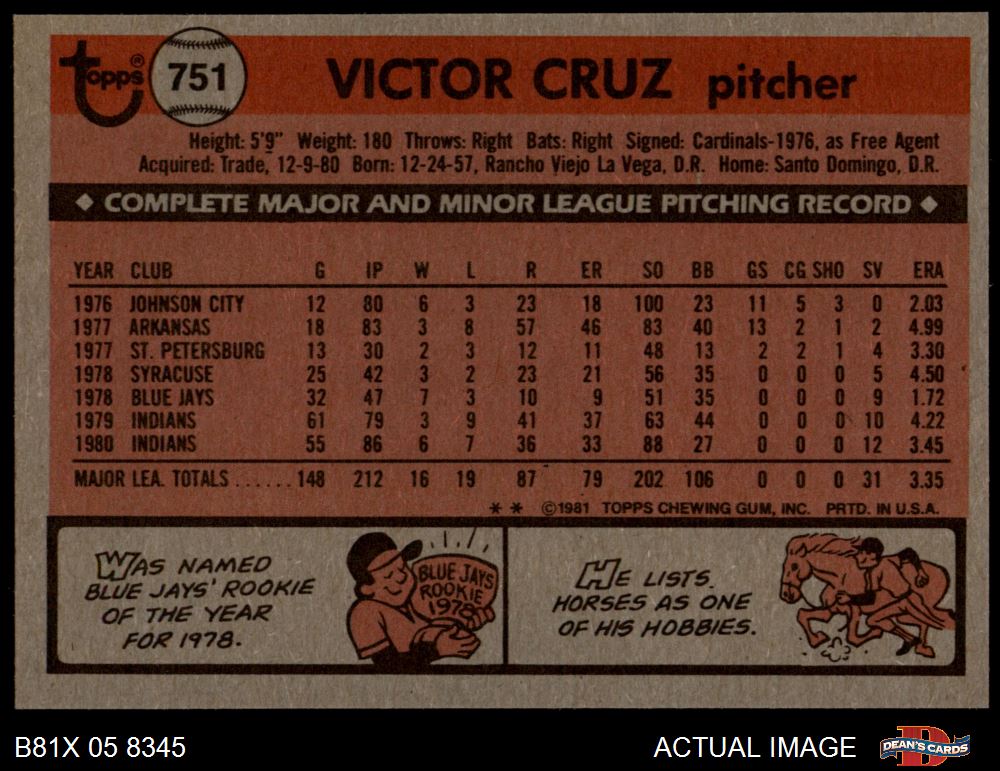 topps® 751 VICTOR CRUZ pitcher
Height: 5'9" Weight: 180 Throws: Right Bats: Right Signed: Cardinals-1976, as Free Agent
Acquired: Trade, 12-9-80 Born: 12-24-57, Rancho Viejo La Vega, D.R. Home: Santo Domingo, D.R.
◆ COMPLETE MAJOR AND MINOR LEAGUE PITCHING RECORD ◆
YEAR CLUB G IP W L R ER SO BB GS CG SHO SV ERA
1976 JOHNSON CITY 12 80 6 3 23 18 100 23 11 5 3 0 2.03
1977 ARKANSAS 18 83 3 8 57 46 83 40 13 2 1 2 4.99
1977 ST. PETERSBURG 13 30 2 3 12 11 48 13 2 2 1 4 3.30
1978 SYRACUSE 25 42 3 2 23 21 56 35 0 0 0 5 4.50
1978 BLUE JAYS 32 47 7 3 10 9 51 35 0 0 0 9 1.72
1979 INDIANS 61 79 3 9 41 37 63 44 0 0 0 10 4.22
1980 INDIANS 55 86 6 7 36 33 88 27 0 0 0 12 3.45
MAJOR LEA. TOTALS ...... 148 212 16 19 87 79 202 106 0 0 0 31 3.35
* * ©1981 TOPPS CHEWING GUM, INC. PRTD. IN U.S.A.
WAS NAMED
BLUE JAYS' ROOKIE
OF THE YEAR
FOR 1978.
BLUE JAYS
ROOKIE
1978
HE LISTS
HORSES AS ONE
OF HIS HOBBIES.
B81X 05 8345 ACTUAL IMAGE DEAN'S CARDS